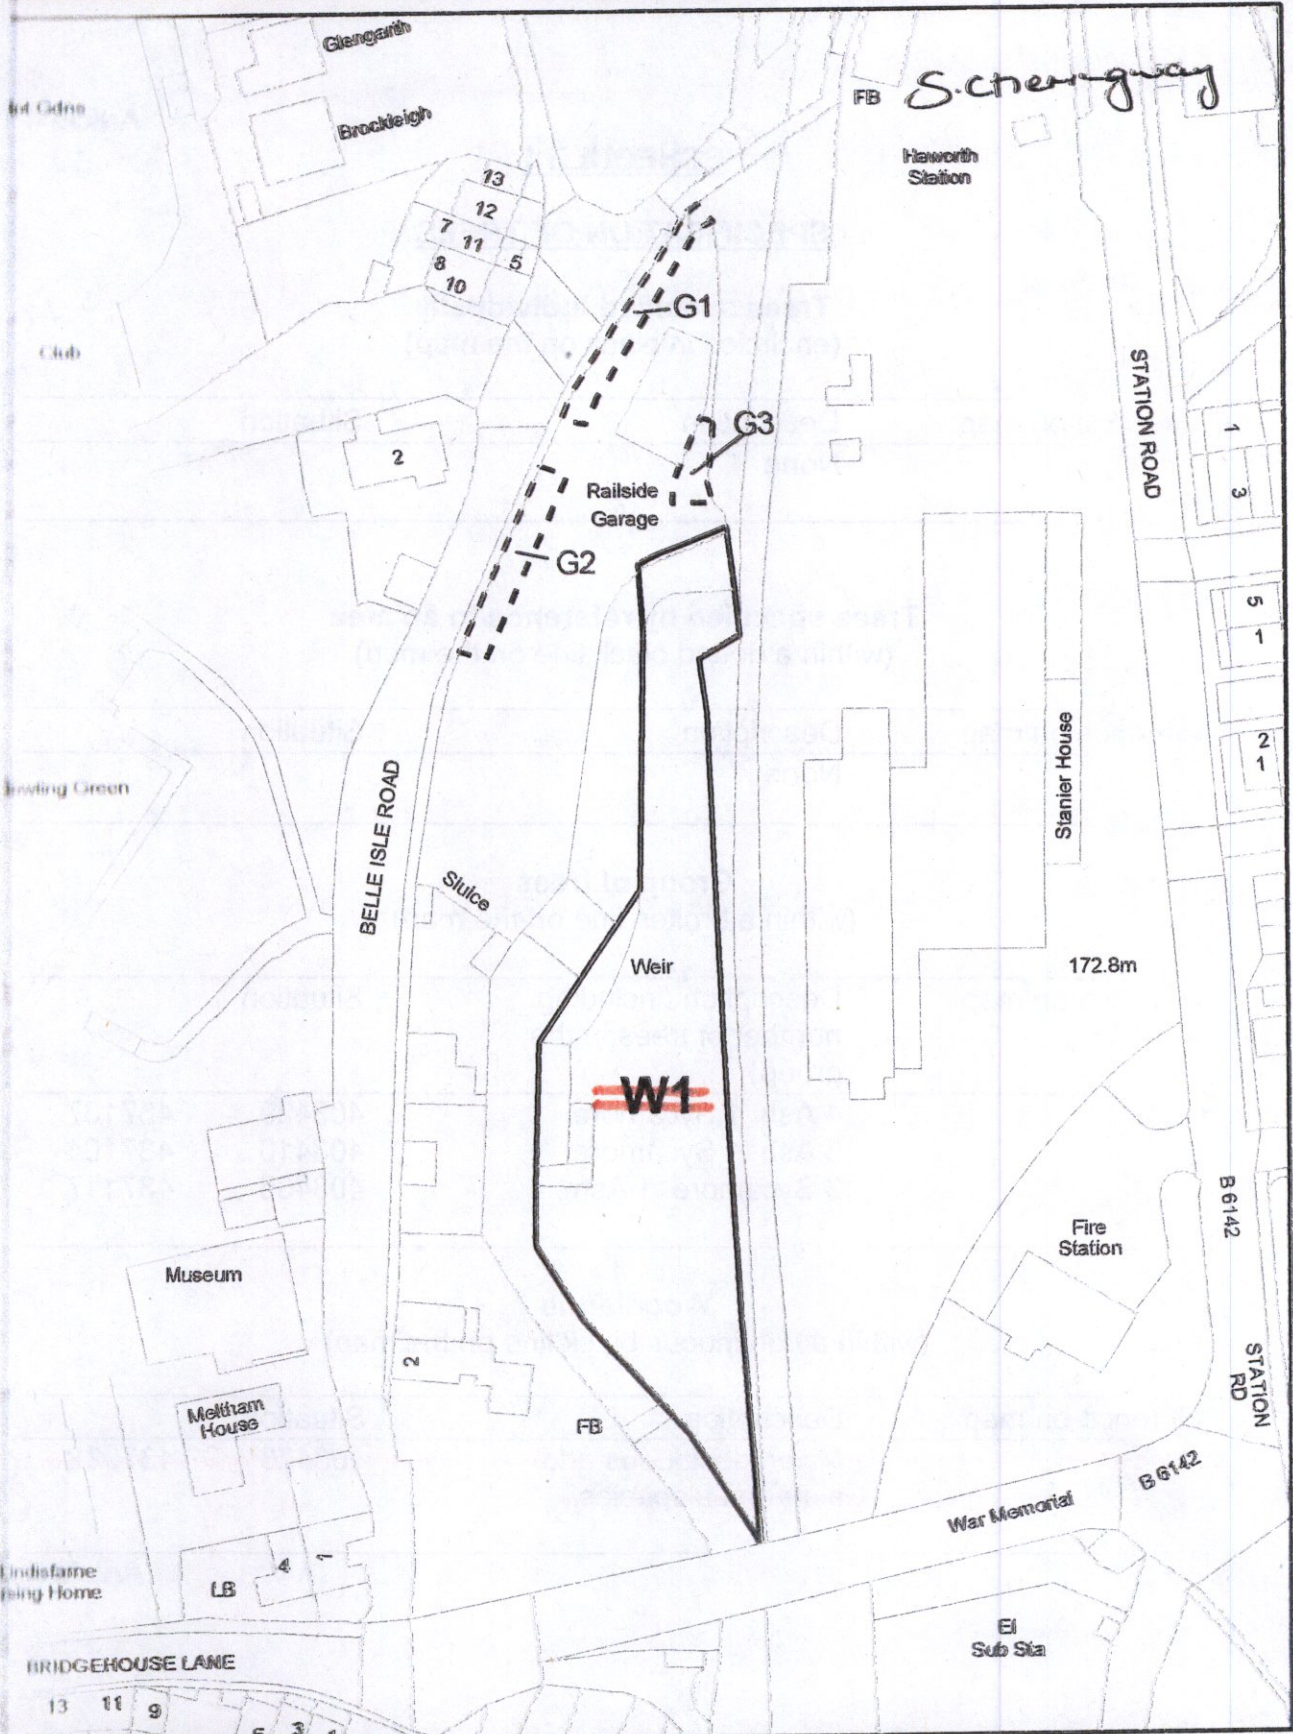 Glengarth
FB
Haworth
Station
Brockleigh
13
12
7
11
8
5
10
G1
Club
STATION ROAD
1
3
G3
2
Railside
Garage
G2
5
1
2
1
Stanier House
Bowling Green
BELLE ISLE ROAD
Sluice
Weir
172.8m
W1
B 6142
Fire
Station
Museum
2
STATION
RD
Meltham
House
FB
B 6142
War Memorial
Lindisfarne
Home
LB
4
1
El
Sub Sta
BRIDGEHOUSE LANE
13
11
9
3